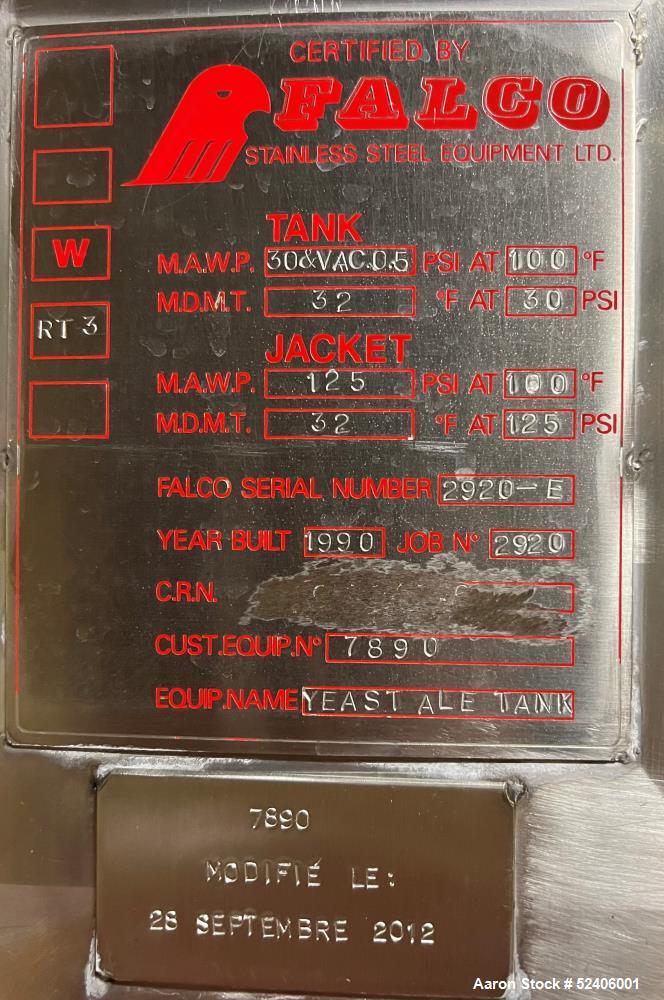 CERTIFIED BY
FALCO
STAINLESS STEEL EQUIPMENT LTD.
TANK
W
M.A.W.P. 30&VAC.0.5 PSI AT 100 °F
M.D.M.T. 32 °F AT 30 PSI
RT 3
JACKET
M.A.W.P. 125 PSI AT 100 °F
M.D.M.T. 32 °F AT 125 PSI
FALCO SERIAL NUMBER 2920-E
YEAR BUILT 1990 JOB N° 2920
C.R.N.
CUST.EQUIP.N° 7890
EQUIP.NAME YEAST ALE TANK
7890
MODIFIÉ LE:
28 SEPTEMBRE 2012
Aaron Stock # 52406001